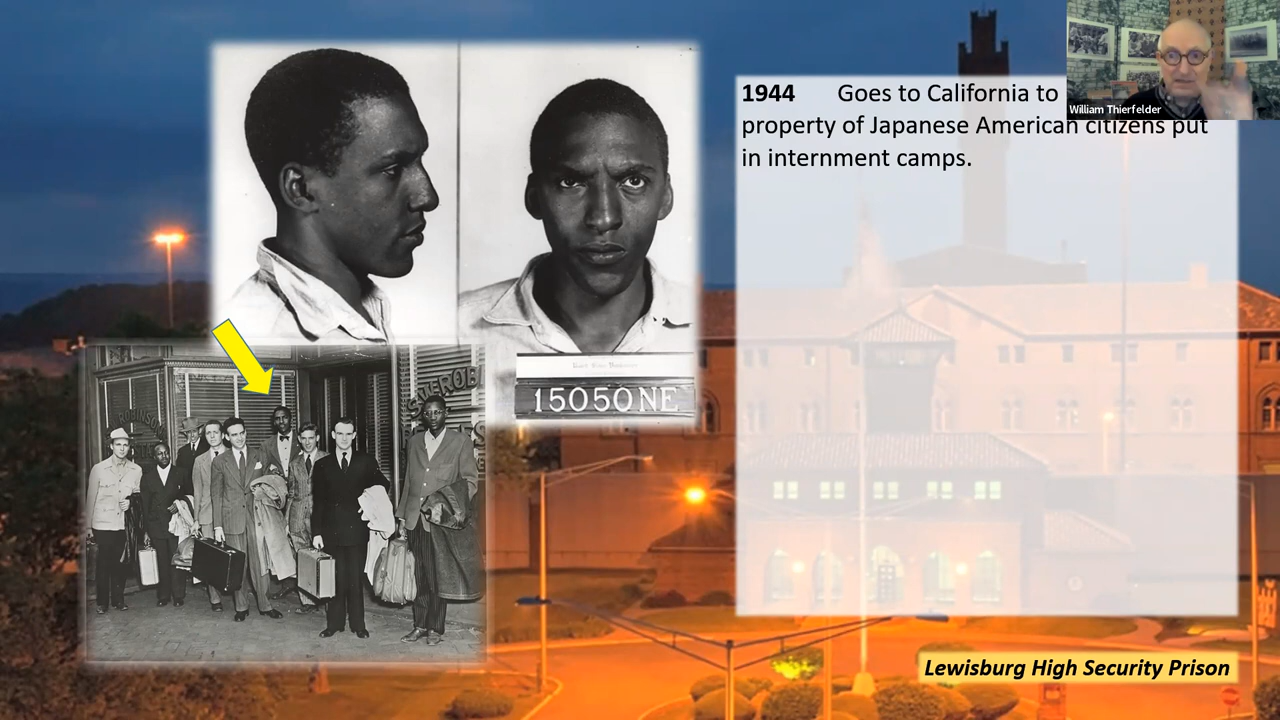 1944 Goes to California to
property of Japanese American citizens put
in internment camps.
William Thierfelder
15050NE
ROBINSON
Lewisburg High Security Prison